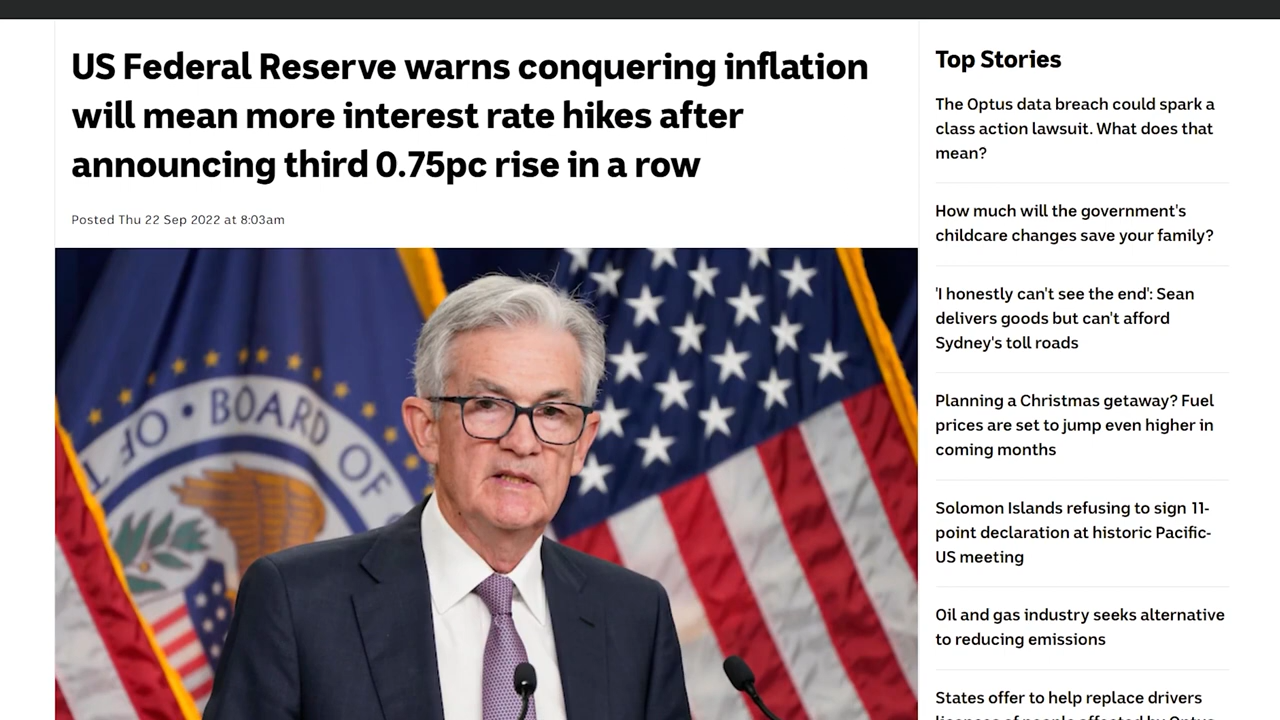 US Federal Reserve warns conquering inflation
will mean more interest rate hikes after
announcing third 0.75pc rise in a row
Posted Thu 22 Sep 2022 at 8:03am
BOARD OF
OF T
Top Stories
The Optus data breach could spark a
class action lawsuit. What does that
mean?
How much will the government's
childcare changes save your family?
'I honestly can't see the end': Sean
delivers goods but can't afford
Sydney's toll roads
Planning a Christmas getaway? Fuel
prices are set to jump even higher in
coming months
Solomon Islands refusing to sign 11-
point declaration at historic Pacific-
US meeting
Oil and gas industry seeks alternative
to reducing emissions
States offer to help replace drivers